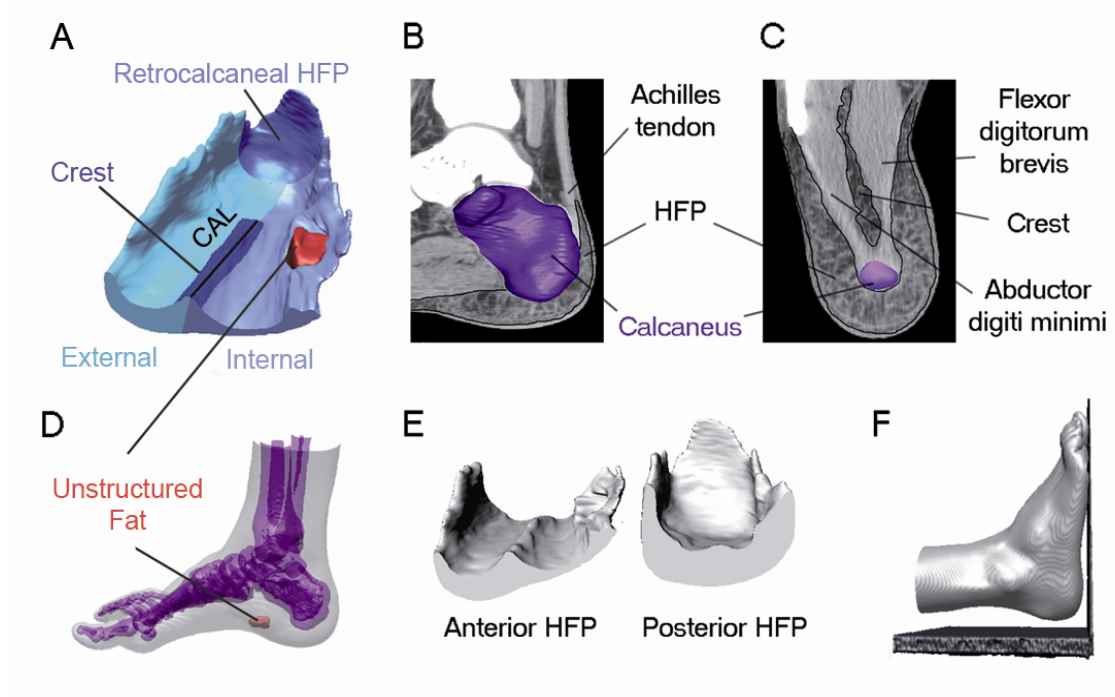 A
Retrocalcaneal HFP
Crest
CAL
External
Internal
B
Achilles
tendon
HFP
Calcaneus
C
Flexor
digitorum
brevis
Crest
Abductor
digiti minimi
D
Unstructured
Fat
E
Anterior HFP
Posterior HFP
F